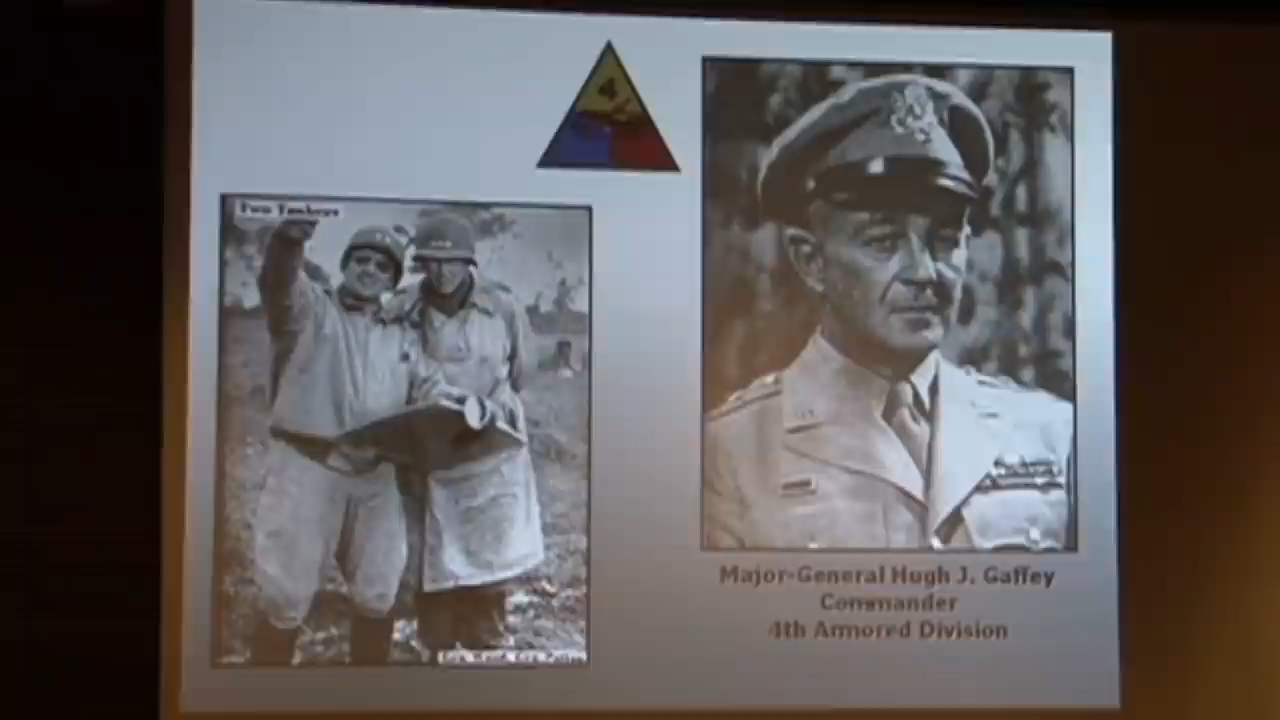 4
Two Tankers
Major-General Hugh J. Gaffey
Commander
4th Armored Division